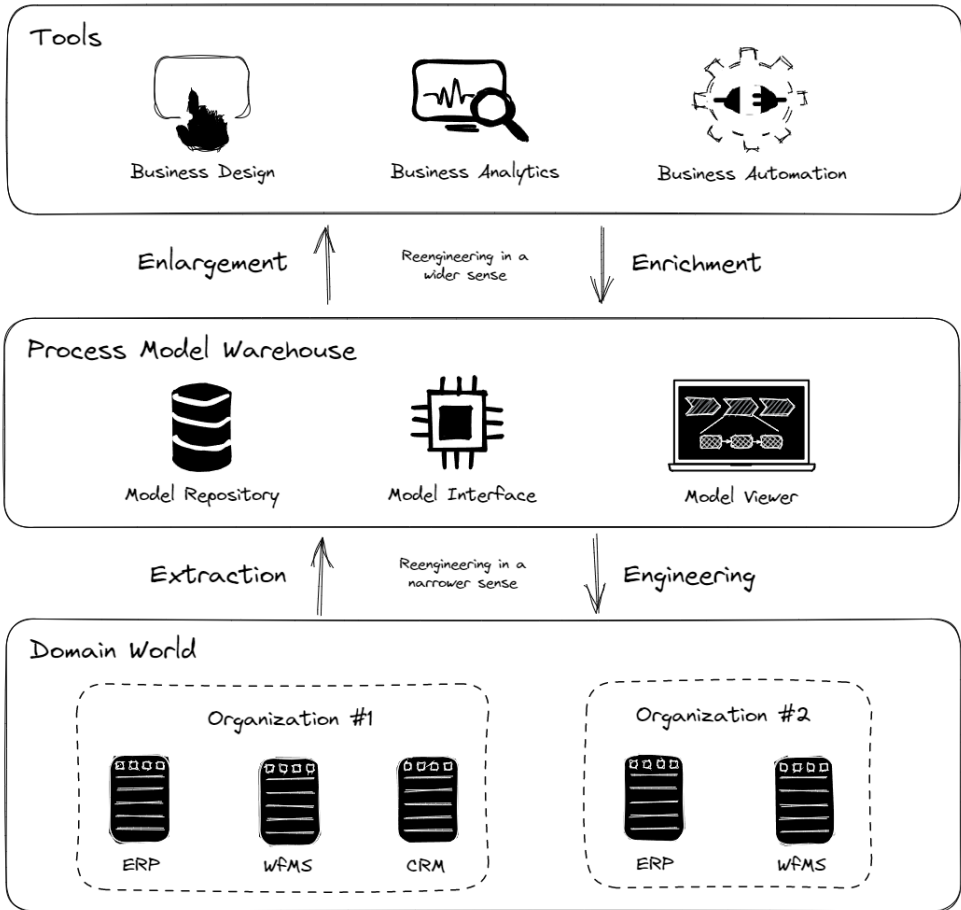 Tools
Business Design
Business Analytics
Business Automation
Enlargement
Reengineering in a
wider sense
Enrichment
Process Model Warehouse
Model Repository
Model Interface
Model Viewer
Extraction
Reengineering in a
narrower sense
Engineering
Domain World
Organization #1
Organization #2
ERP
WfMS
CRM
ERP
WfMS